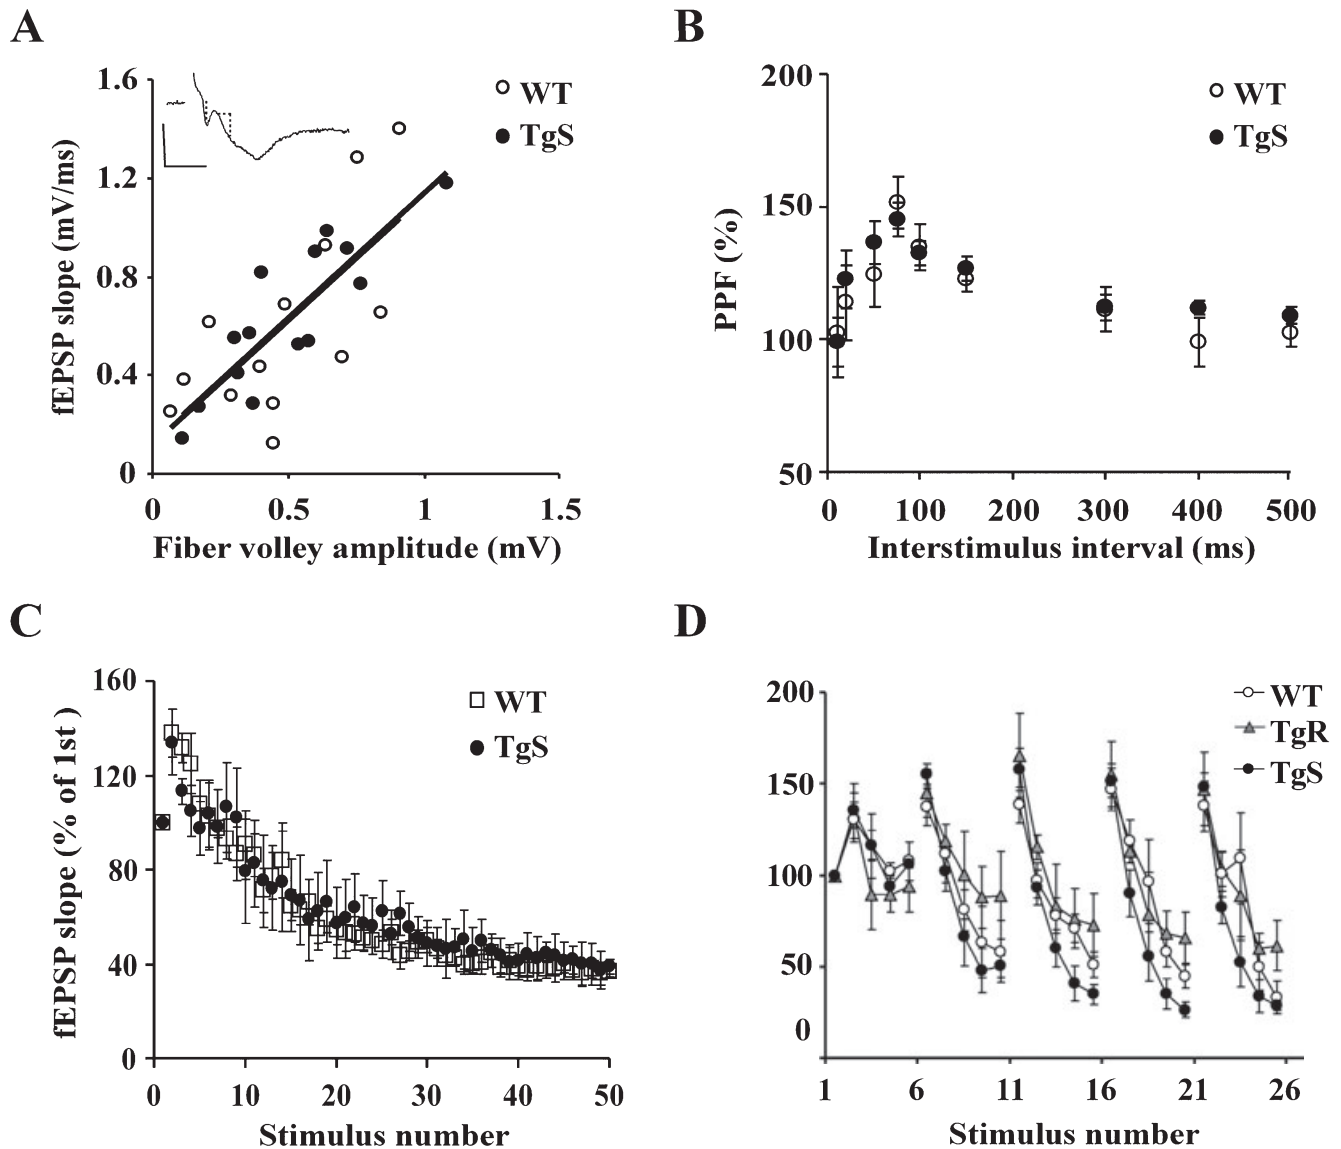 A
1.6
1.2
0.8
0.4
0
fEPSP slope (mV/ms)
WT
TgS
0 0.5 1 1.5
Fiber volley amplitude (mV)
B
200
150
100
50
PPF (%)
WT
TgS
0 100 200 300 400 500
Interstimulus interval (ms)
C
160
120
80
40
0
fEPSP slope (% of 1st )
WT
TgS
0 10 20 30 40 50
Stimulus number
D
200
150
100
50
0
WT
TgR
TgS
1 6 11 16 21 26
Stimulus number